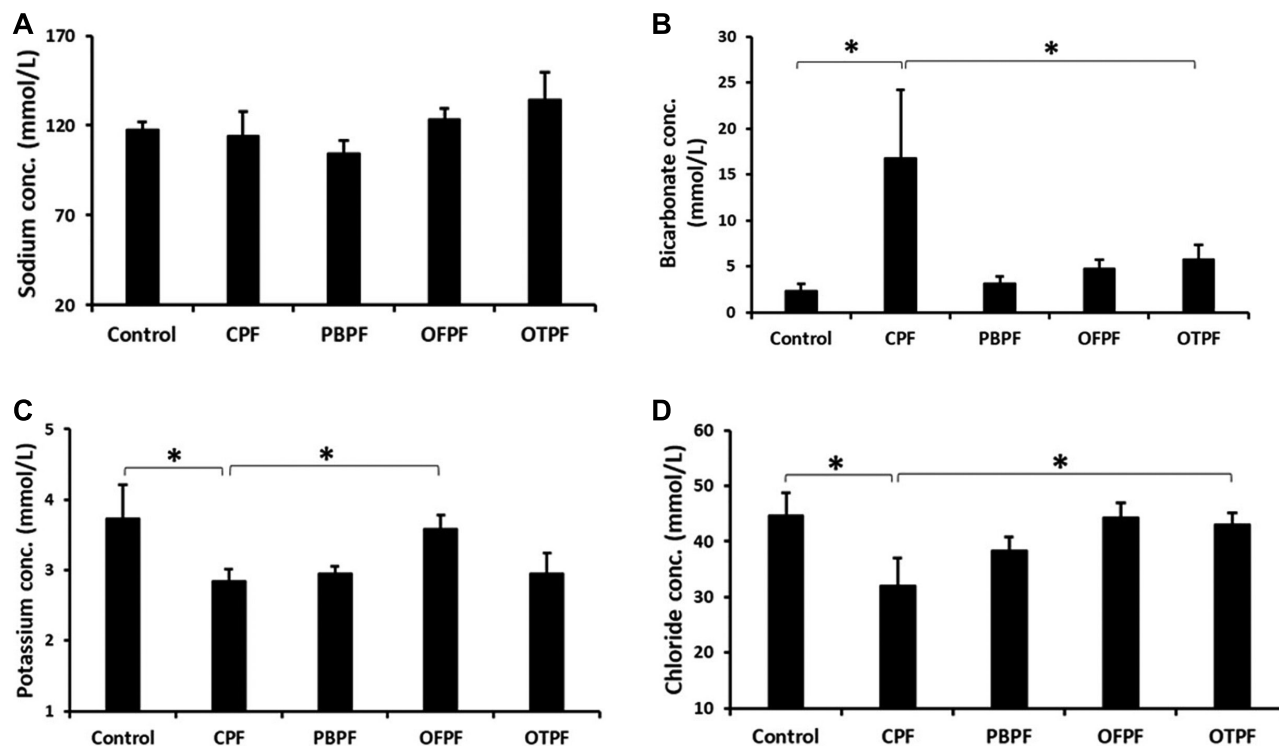 A
Sodium conc. (mmol/L)
170
120
70
20
Control CPF PBPF OFPF OTPF
B
Bicarbonate conc.
(mmol/L)
30
25
20
15
10
5
0
* *
Control CPF PBPF OFPF OTPF
C
Potassium conc. (mmol/L)
5
4
3
2
1
* *
Control CPF PBPF OFPF OTPF
D
Chloride conc. (mmol/L)
60
50
40
30
20
10
* *
Control CPF PBPF OFPF OTPF